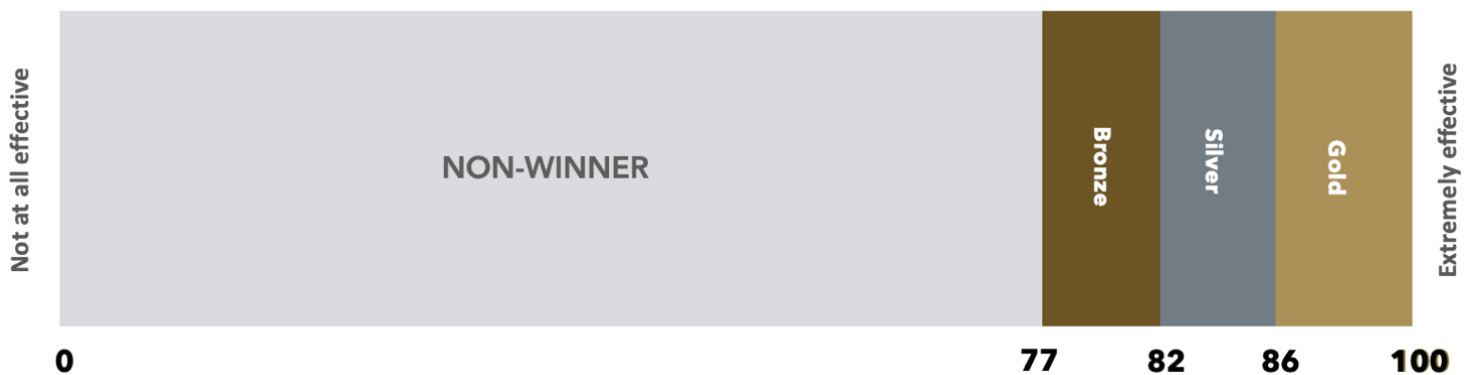 Not at all effective
NON-WINNER
Bronze
Silver
Gold
Extremely effective
0
77
82
86
100